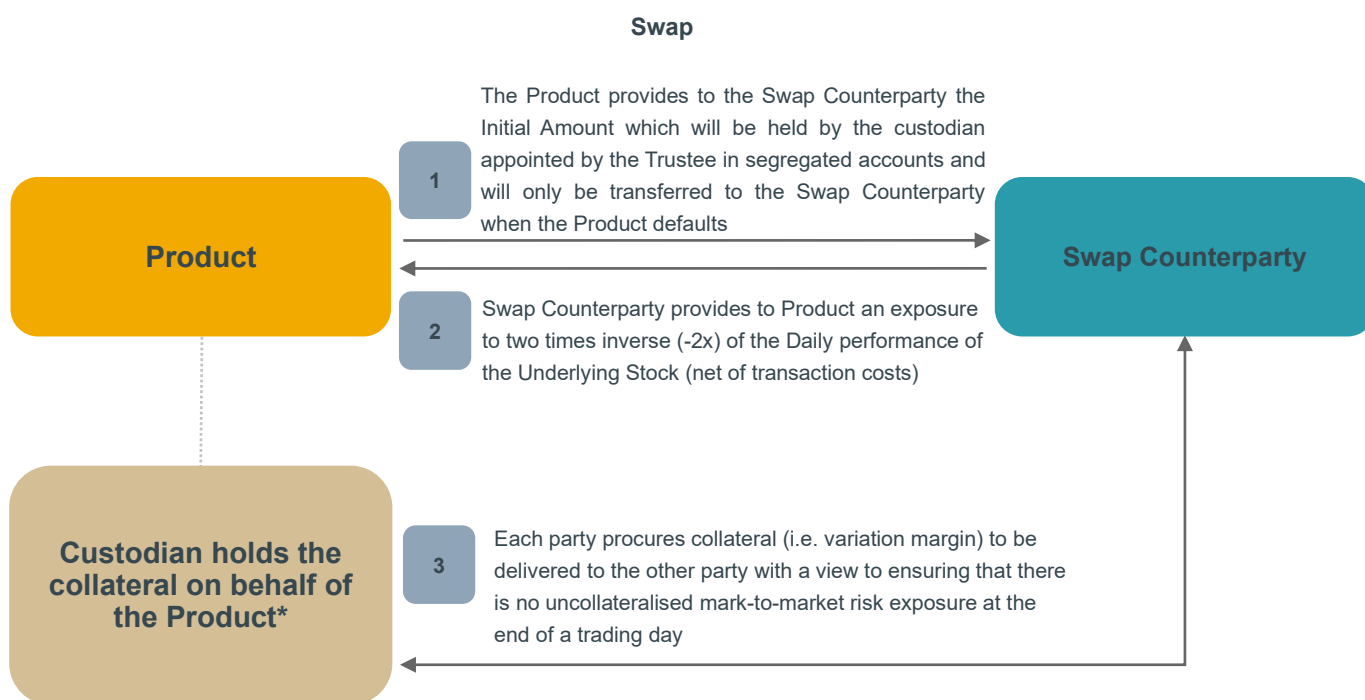 Swap
The Product provides to the Swap Counterparty the
Initial Amount which will be held by the custodian
appointed by the Trustee in segregated accounts and
will only be transferred to the Swap Counterparty
when the Product defaults
1
Product
Swap Counterparty
2
Swap Counterparty provides to Product an exposure
to two times inverse (-2x) of the Daily performance of
the Underlying Stock (net of transaction costs)
Custodian holds the
collateral on behalf of
the Product*
3
Each party procures collateral (i.e. variation margin) to be
delivered to the other party with a view to ensuring that there
is no uncollateralised mark-to-market risk exposure at the
end of a trading day